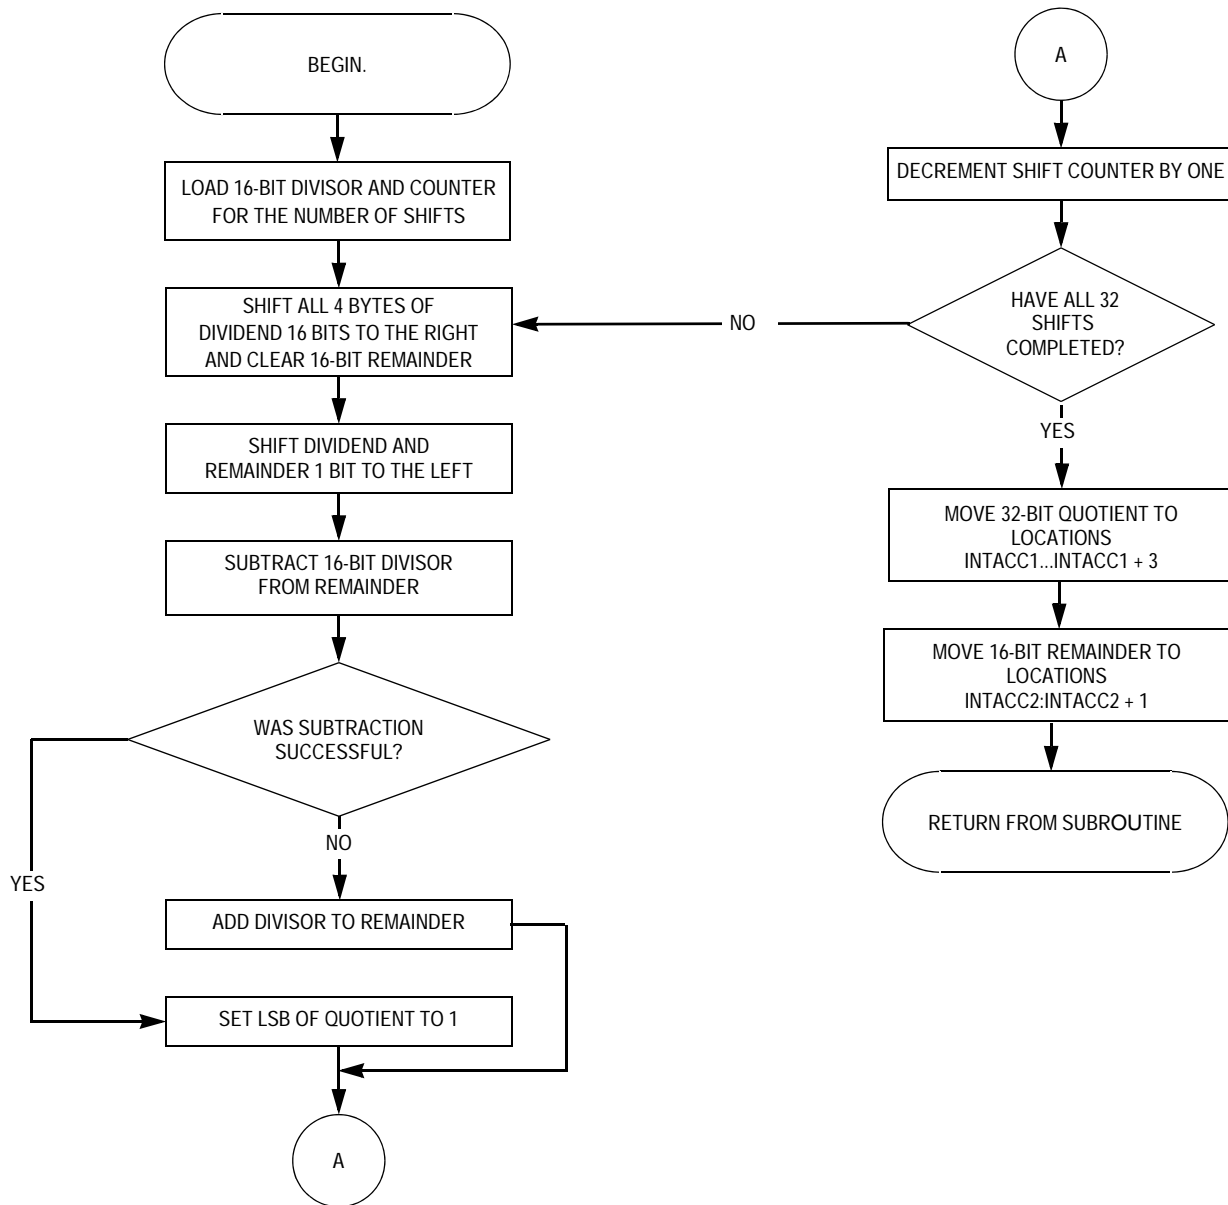 BEGIN.
LOAD 16-BIT DIVISOR AND COUNTER
FOR THE NUMBER OF SHIFTS
SHIFT ALL 4 BYTES OF
DIVIDEND 16 BITS TO THE RIGHT
AND CLEAR 16-BIT REMAINDER
SHIFT DIVIDEND AND
REMAINDER 1 BIT TO THE LEFT
SUBTRACT 16-BIT DIVISOR
FROM REMAINDER
WAS SUBTRACTION
SUCCESSFUL?
NO
YES
ADD DIVISOR TO REMAINDER
SET LSB OF QUOTIENT TO 1
A
A
DECREMENT SHIFT COUNTER BY ONE
HAVE ALL 32
SHIFTS
COMPLETED?
NO
YES
MOVE 32-BIT QUOTIENT TO
LOCATIONS
INTACC1...INTACC1 + 3
MOVE 16-BIT REMAINDER TO
LOCATIONS
INTACC2:INTACC2 + 1
RETURN FROM SUBROUTINE